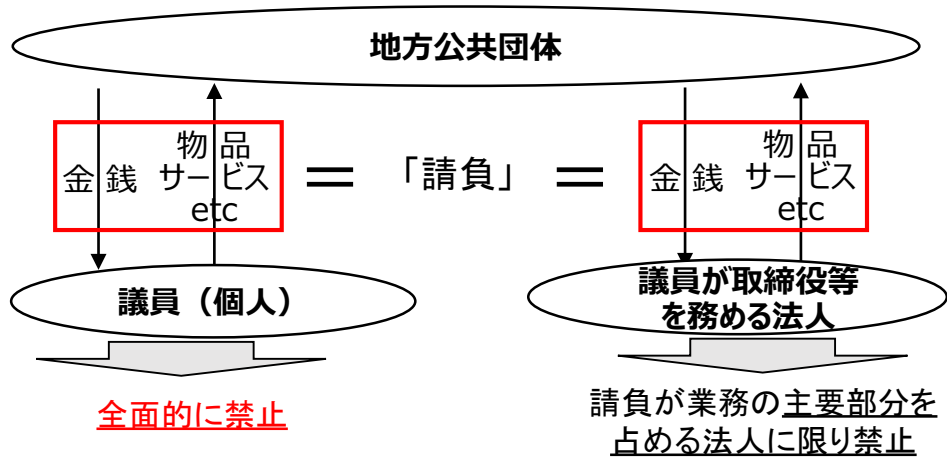 地方公共団体
金銭
物品
サービス
etc
=
「請負」
=
金銭
物品
サービス
etc
議員（個人）
議員が取締役等
を務める法人
全面的に禁止
請負が業務の主要部分を
占める法人に限り禁止